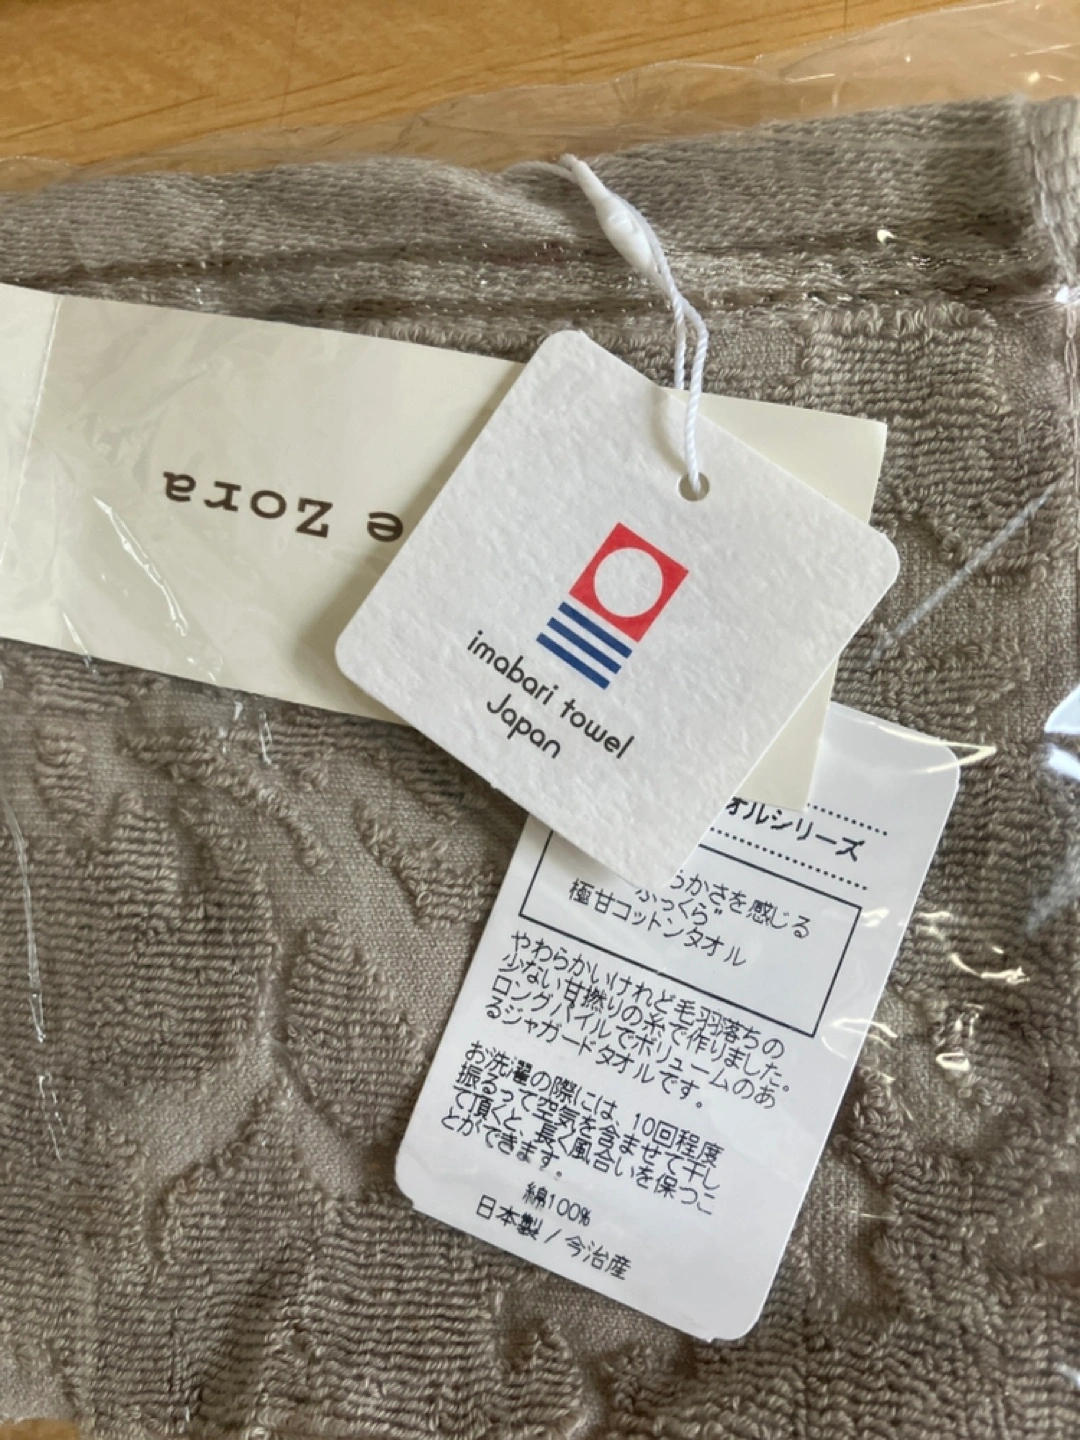 e Zora
imabari towel
Japan
オルシリーズ
らかさを感じる
ふっくら"
極甘コットンタオル
やわらかいけれど毛羽落ちの
少ない甘撚りの糸で作りました。
ロングパイルでボリュームのあ
るジャガードタオルです。
お洗濯の際には、10回程度
振るって空気を含ませて干し
て頂くと、長く風合いを保つこ
とができます。
綿100%
日本製 / 今治産